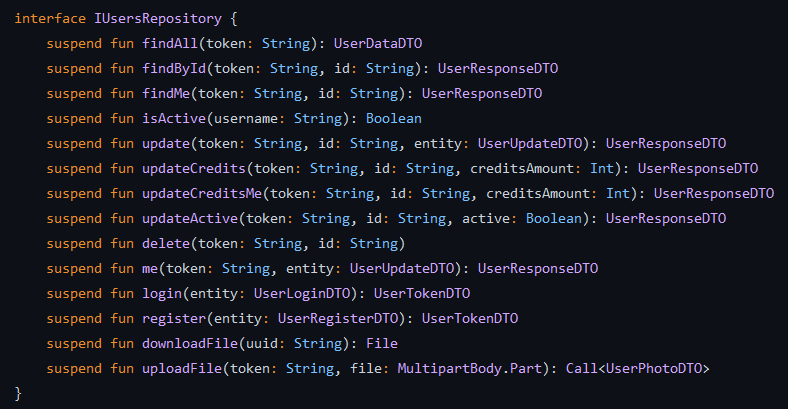 interface IUsersRepository {
    suspend fun findAll(token: String): UserDataDTO
    suspend fun findById(token: String, id: String): UserResponseDTO
    suspend fun findMe(token: String, id: String): UserResponseDTO
    suspend fun isActive(username: String): Boolean
    suspend fun update(token: String, id: String, entity: UserUpdateDTO): UserResponseDTO
    suspend fun updateCredits(token: String, id: String, creditsAmount: Int): UserResponseDTO
    suspend fun updateCreditsMe(token: String, id: String, creditsAmount: Int): UserResponseDTO
    suspend fun updateActive(token: String, id: String, active: Boolean): UserResponseDTO
    suspend fun delete(token: String, id: String)
    suspend fun me(token: String, entity: UserUpdateDTO): UserResponseDTO
    suspend fun login(entity: UserLoginDTO): UserTokenDTO
    suspend fun register(entity: UserRegisterDTO): UserTokenDTO
    suspend fun downloadFile(uuid: String): File
    suspend fun uploadFile(token: String, file: MultipartBody.Part): Call<UserPhotoDTO>
}